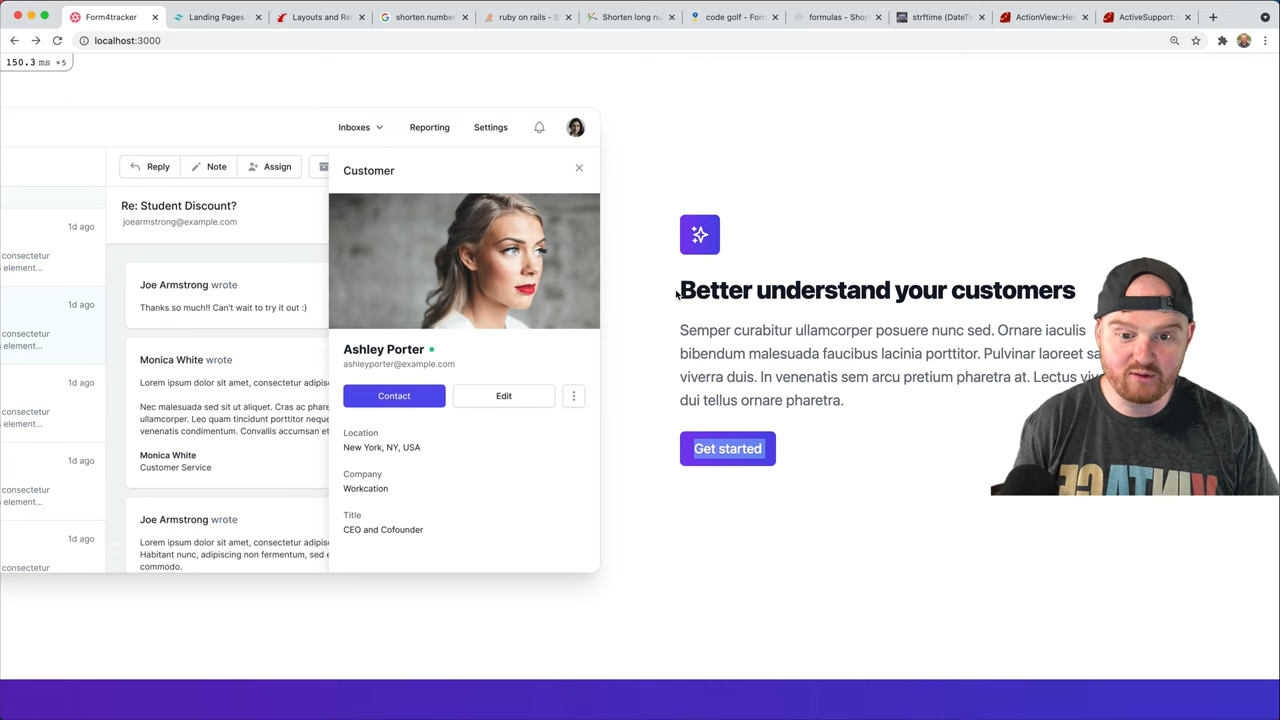 Form4tracker
Landing Pages -
Layouts and Re
shorten number
ruby on rails - S
Shorten long nu
code golf - For
formulas - Shor
strftime (DateTi
ActionView::Hel
ActiveSupport:
localhost:3000
150.3 ms ×5
Inboxes
Reporting
Settings
Reply
Note
Assign
Customer
Re: Student Discount?
joearmstrong@example.com
1d ago
consectetur
s element...
1d ago
consectetur
s element...
1d ago
consectetur
s element...
1d ago
consectetur
s element...
1d ago
consectetur
Joe Armstrong wrote
Thanks so much!! Can't wait to try it out :)
Monica White wrote
Lorem ipsum dolor sit amet, consectetur adipis
Nec malesuada sed sit ut aliquet. Cras ac phare
ullamcorper. Leo quam tincidunt porttitor neque
venenatis condimentum. Convallis accumsan et
Monica White
Customer Service
Joe Armstrong wrote
Lorem ipsum dolor sit amet, consectetur adipis
Habitant nunc, adipiscing non fermentum, sed e
commodo.
Ashley Porter
ashleyporter@example.com
Contact
Edit
Location
New York, NY, USA
Company
Workcation
Title
CEO and Cofounder
Better understand your customers
Semper curabitur ullamcorper posuere nunc sed. Ornare iaculis
bibendum malesuada faucibus lacinia porttitor. Pulvinar laoreet sa
viverra duis. In venenatis sem arcu pretium pharetra at. Lectus viv
dui tellus ornare pharetra.
Get started